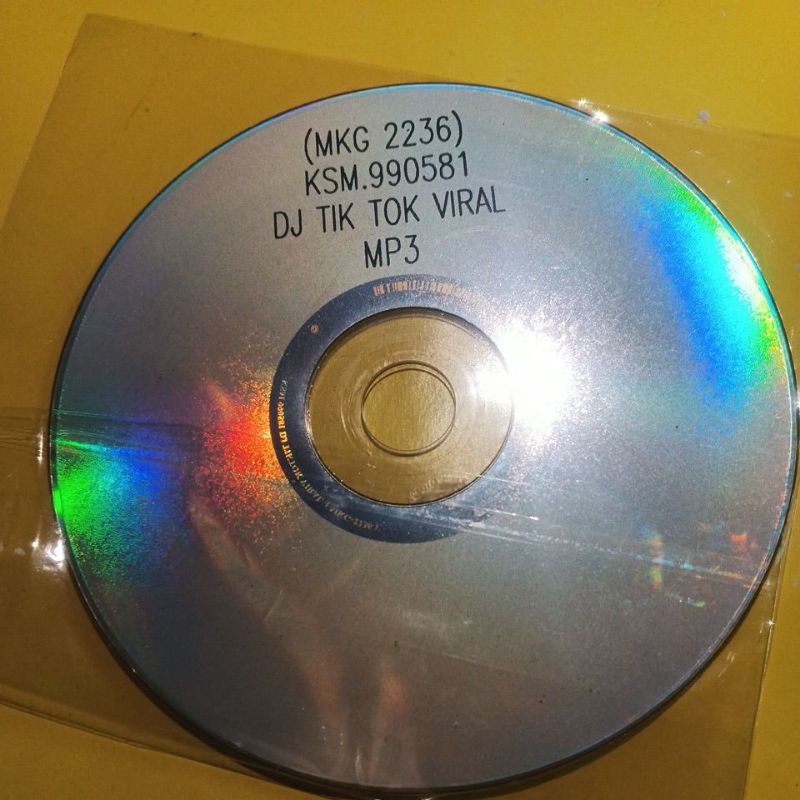 (MKG 2236)
KSM.990581
DJ TIK TOK VIRAL
MP3